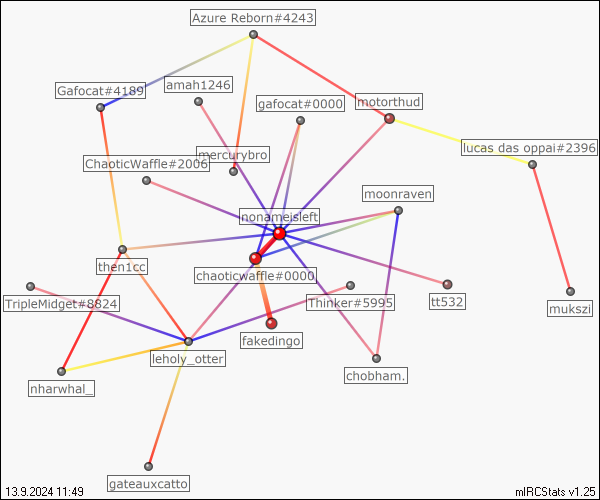 Azure Reborn#4243
Gafocat#4189
amah1246
gafocat#0000
motorthud
lucas das oppai#2396
mercurybro
ChaoticWaffle#2006
moonraven
nonameisleft
then1cc
chaoticwaffle#0000
TripleMidget#8824
Thinker#5995
tt532
mukszi
fakedingo
leholy_otter
chobham.
nharwhal_
gateauxcatto
13.9.2024 11:49
mIRCStats v1.25